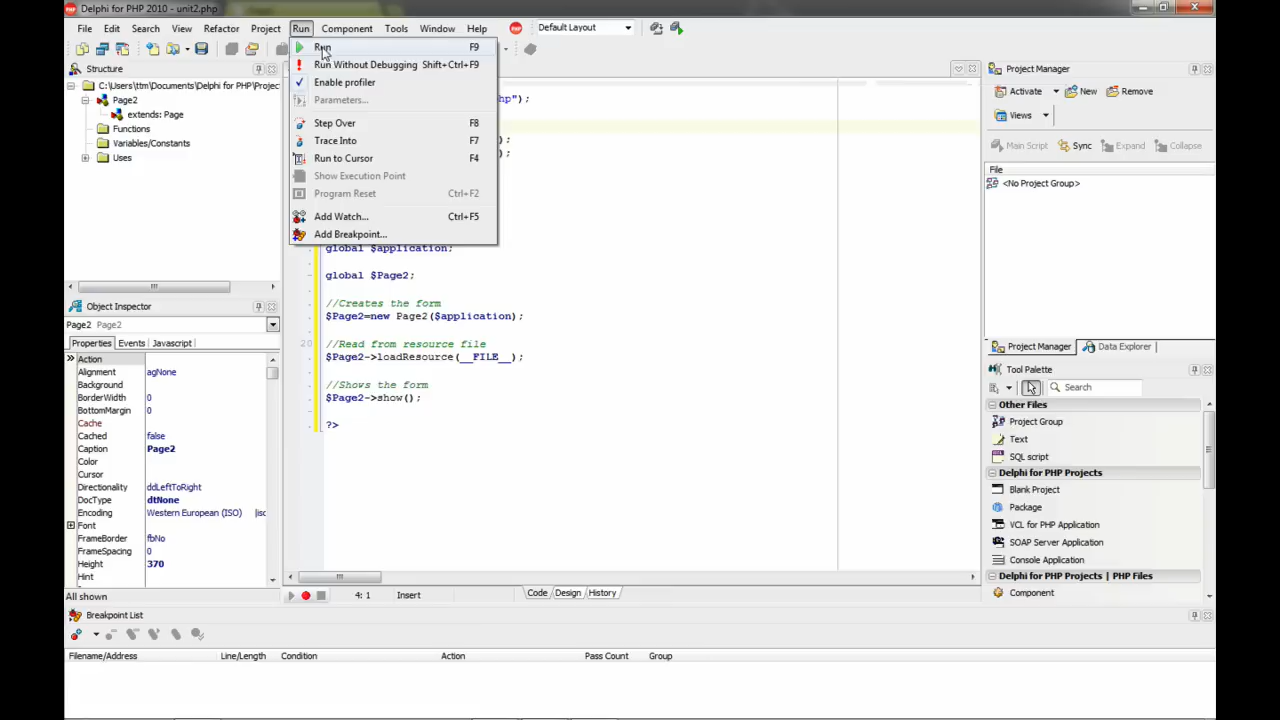 Delphi for PHP 2010 - unit2.php
File Edit Search View Refactor Project Run Component Tools Window Help Default Layout
Structure
C:\Users\ttm\Documents\Delphi for PHP\Project
Page2
extends: Page
Functions
Variables/Constants
Uses
Run F9
Run Without Debugging Shift+Ctrl+F9
Enable profiler
Parameters...
Step Over F8
Trace Into F7
Run to Cursor F4
Show Execution Point
Program Reset Ctrl+F2
Add Watch... Ctrl+F5
Add Breakpoint...
hp");
);
);
global $application;
global $Page2;
//Creates the form
$Page2=new Page2($application);
20
//Read from resource file
$Page2->loadResource(__FILE__);
//Shows the form
$Page2->show();
?>
4: 1 Insert Code Design History
Object Inspector
Page2 Page2
Properties Events Javascript
Action
Alignment agNone
Background
BorderWidth 0
BottomMargin 0
Cache
Cached false
Caption Page2
Color
Cursor
Directionality ddLeftToRight
DocType dtNone
Encoding Western European (ISO) |isc
Font
FrameBorder fbNo
FrameSpacing 0
Height 370
Hint
All shown
Project Manager
Activate New Remove
Views
Main Script Sync Expand Collapse
File
<No Project Group>
Project Manager Data Explorer
Tool Palette
Search
Other Files
Project Group
Text
SQL script
Delphi for PHP Projects
Blank Project
Package
VCL for PHP Application
SOAP Server Application
Console Application
Delphi for PHP Projects | PHP Files
Component
Breakpoint List
Filename/Address Line/Length Condition Action Pass Count Group